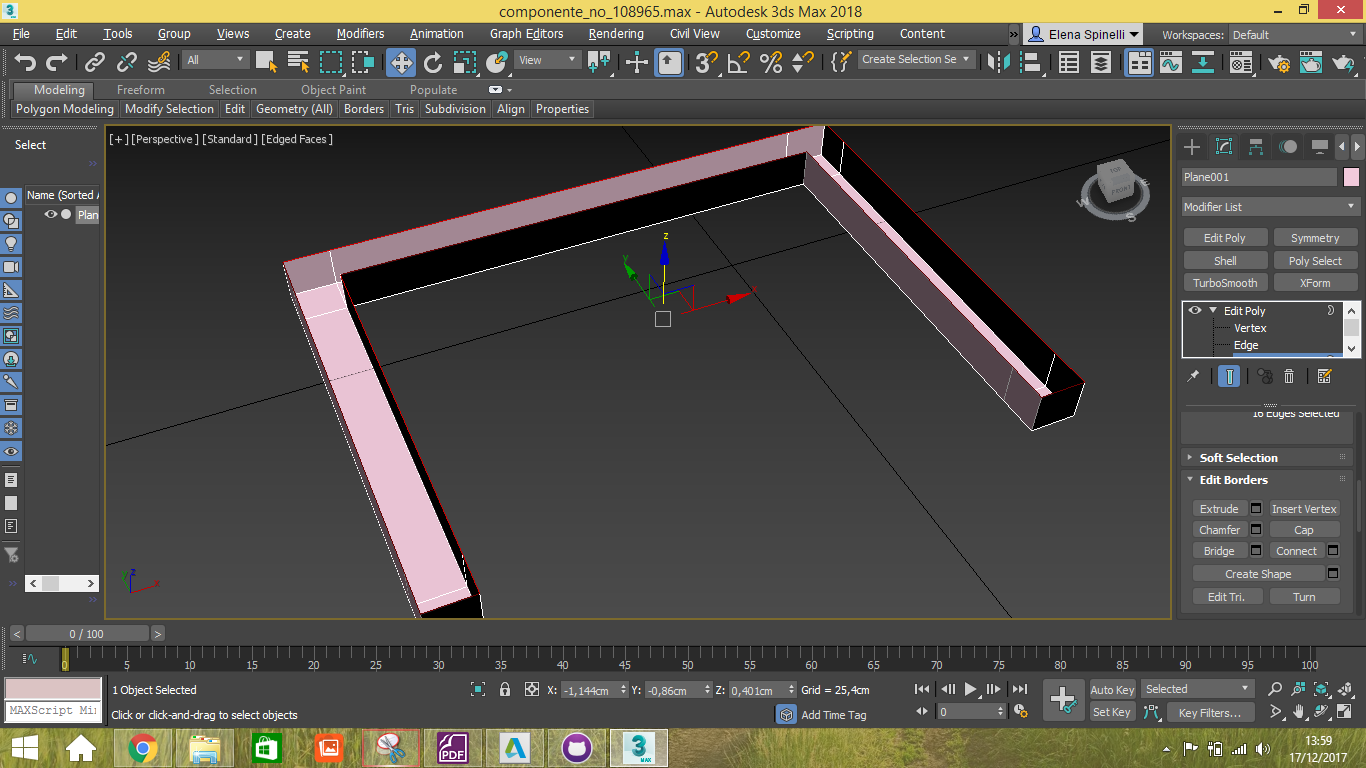 componente_no_108965.max - Autodesk 3ds Max 2018
File Edit Tools Group Views Create Modifiers Animation Graph Editors Rendering Civil View Customize Scripting Content » Elena Spinelli Workspaces: Default
All View Create Selection Se
Modeling Freeform Selection Object Paint Populate
Polygon Modeling Modify Selection Edit Geometry (All) Borders Tris Subdivision Align Properties
Select
Name (Sorted A
Plan
[+] [Perspective] [Standard] [Edged Faces]
z
y
x
TOP
FRONT
W
S
Plane001
Modifier List
Edit Poly Symmetry
Shell Poly Select
TurboSmooth XForm
Edit Poly
Vertex
Edge
16 Edges Selected
Soft Selection
Edit Borders
Extrude Insert Vertex
Chamfer Cap
Bridge Connect
Create Shape
Edit Tri. Turn
z
y
x
< 0 / 100 >
0 5 10 15 20 25 30 35 40 45 50 55 60 65 70 75 80 85 90 95 100
1 Object Selected X: -1,144cm Y: -0,86cm Z: 0,401cm Grid = 25,4cm Auto Key Selected
MAXScript Mi
Click or click-and-drag to select objects Add Time Tag 0 Set Key Key Filters...
PDF
3
MAX
13:59
17/12/2017